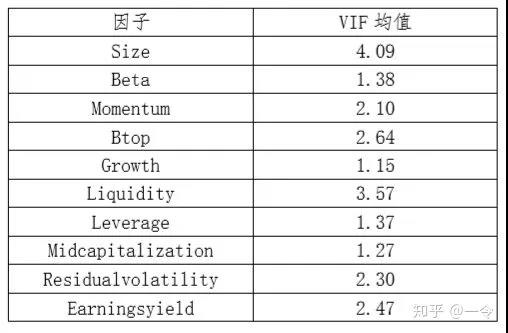 因子 VIF 均值
Size 4.09
Beta 1.38
Momentum 2.10
Btop 2.64
Growth 1.15
Liquidity 3.57
Leverage 1.37
Midcapitalization 1.27
Residualvolatility 2.30
Earningsyield 2.47
知乎 @一令